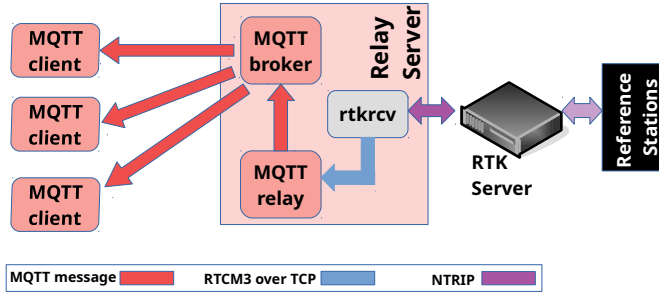 MQTT
client
MQTT
client
MQTT
client
MQTT
broker
Relay
Server
rtkrcv
MQTT
relay
RTK
Server
Reference
Stations
MQTT message
RTCM3 over TCP
NTRIP